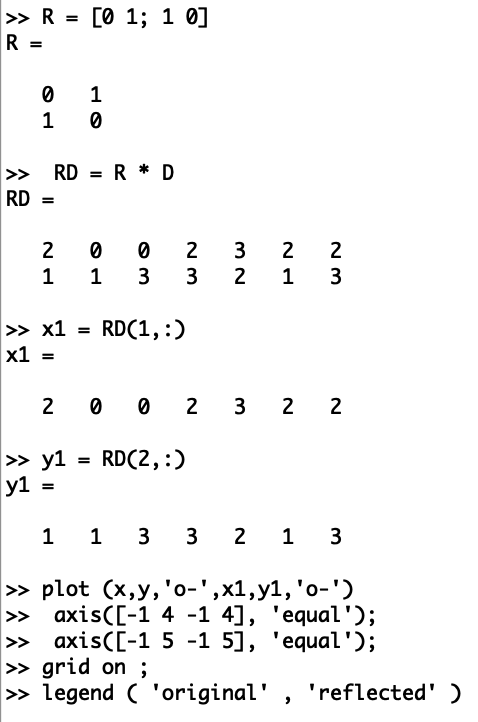 >> R = [0 1; 1 0]
R =
0 1
1 0
>> RD = R * D
RD =
2 0 0 2 3 2 2
1 1 3 3 2 1 3
>> x1 = RD(1,:)
x1 =
2 0 0 2 3 2 2
>> y1 = RD(2,:)
y1 =
1 1 3 3 2 1 3
>> plot (x,y,'o-',x1,y1,'o-')
>> axis([-1 4 -1 4], 'equal');
>> axis([-1 5 -1 5], 'equal');
>> grid on ;
>> legend ( 'original' , 'reflected' )